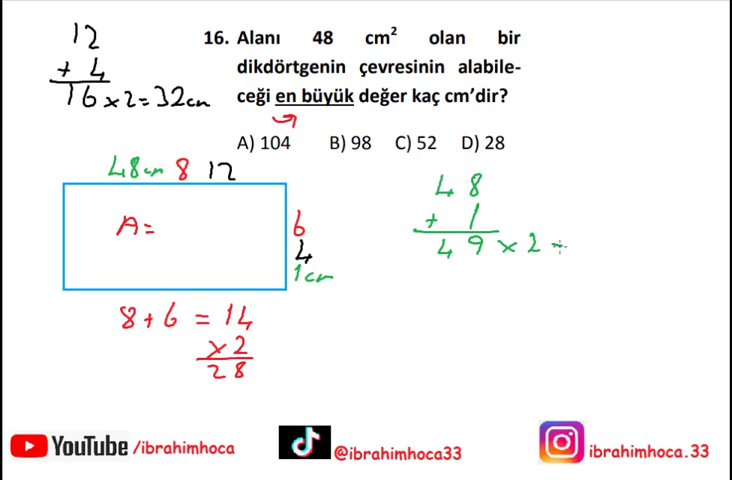 12
+ 4
16 x 2 = 32cm
16. Alanı 48 cm² olan bir
dikdörtgenin çevresinin alabile-
ceği en büyük değer kaç cm'dir?
A) 104 B) 98 C) 52 D) 28
48cm 8 12
A =
6
4
1cm
8 + 6 = 14
x 2
28
48
+ 1
49 x 2 =
YouTube /ibrahimhoca
@ibrahimhoca33
ibrahimhoca.33